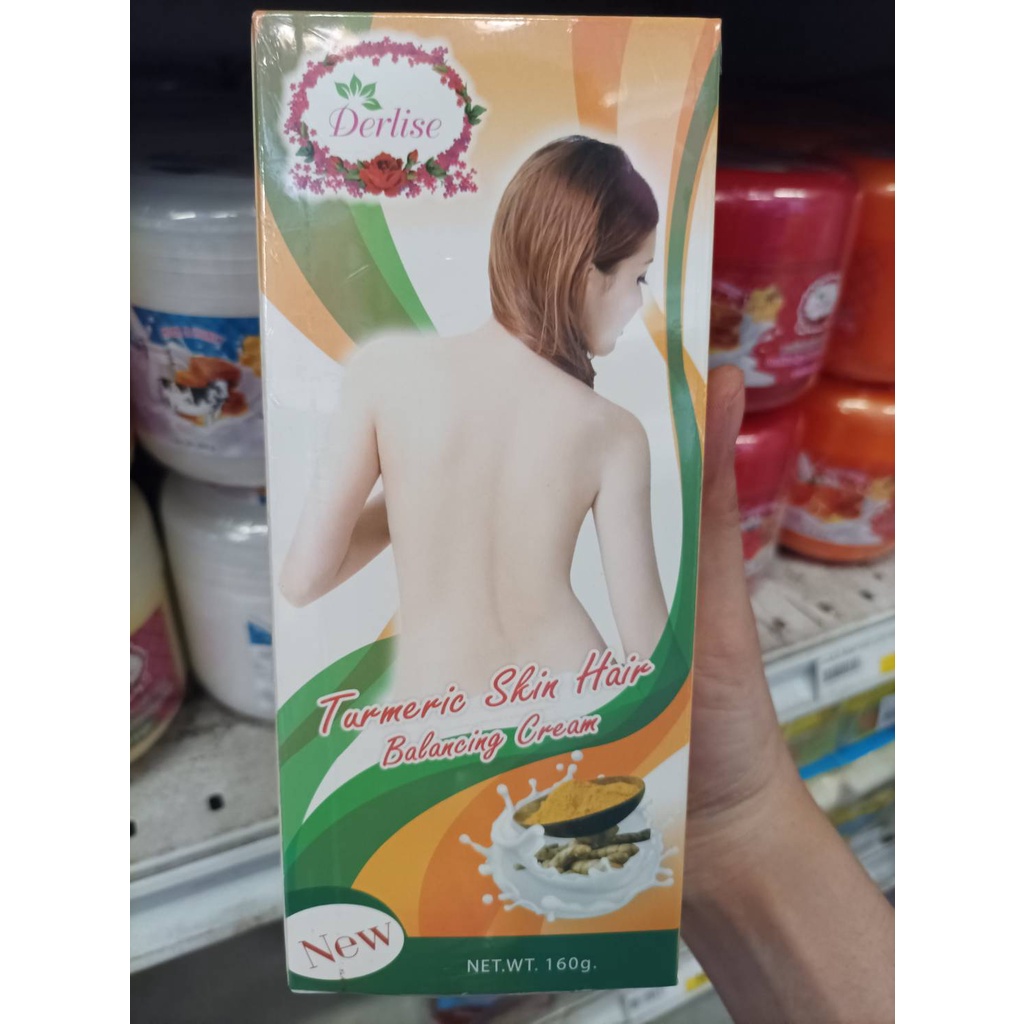 Derlise
Turmeric Skin Hair
Balancing Cream
New
NET.WT. 160g.